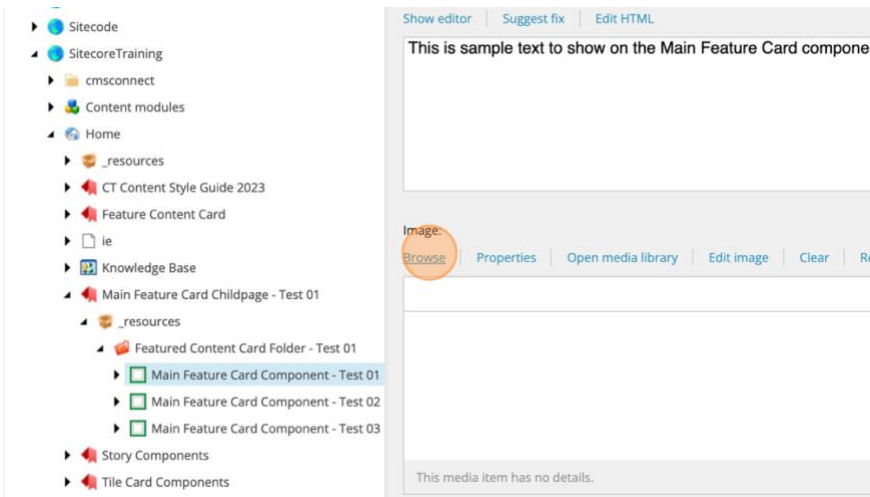 Sitecode
SitecoreTraining
cmsconnect
Content modules
Home
_resources
CT Content Style Guide 2023
Feature Content Card
ie
Knowledge Base
Main Feature Card Childpage - Test 01
_resources
Featured Content Card Folder - Test 01
Main Feature Card Component - Test 01
Main Feature Card Component - Test 02
Main Feature Card Component - Test 03
Story Components
Tile Card Components
Show editor Suggest fix Edit HTML
This is sample text to show on the Main Feature Card compone
Image:
Browse Properties Open media library Edit image Clear Re
This media item has no details.